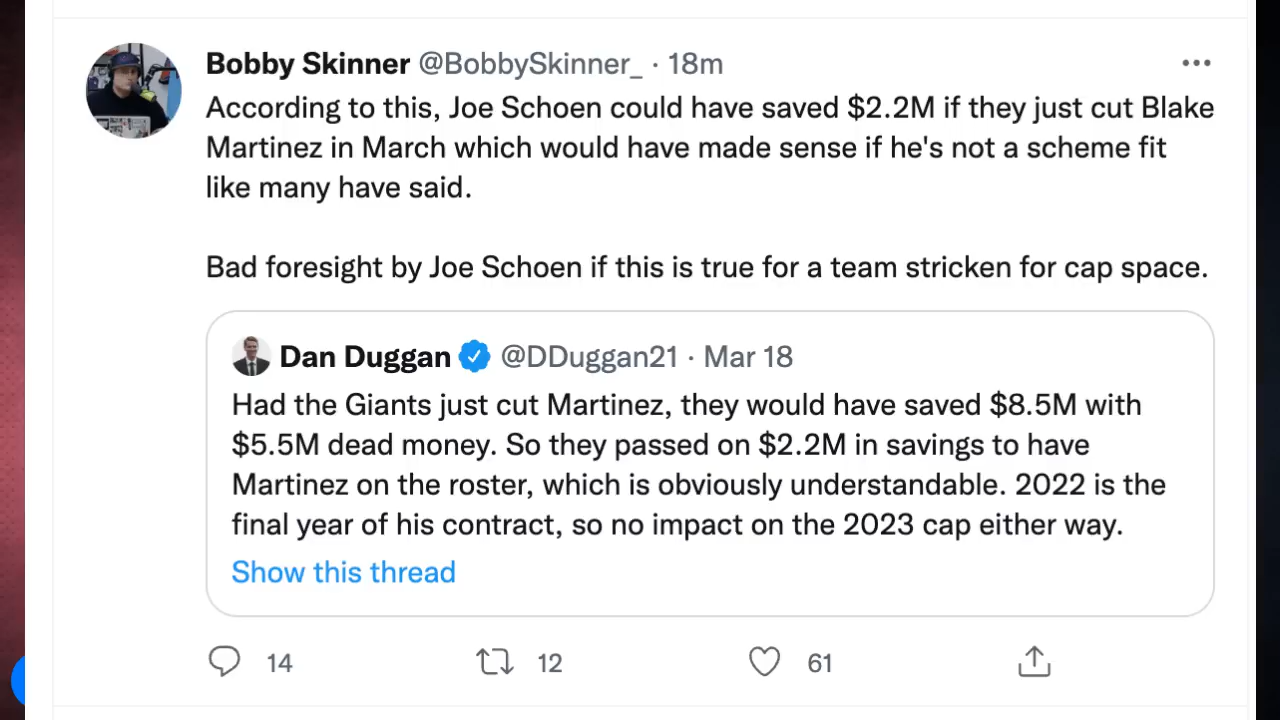 Bobby Skinner @BobbySkinner_ · 18m
According to this, Joe Schoen could have saved $2.2M if they just cut Blake
Martinez in March which would have made sense if he's not a scheme fit
like many have said.
Bad foresight by Joe Schoen if this is true for a team stricken for cap space.
Dan Duggan @DDuggan21 · Mar 18
Had the Giants just cut Martinez, they would have saved $8.5M with
$5.5M dead money. So they passed on $2.2M in savings to have
Martinez on the roster, which is obviously understandable. 2022 is the
final year of his contract, so no impact on the 2023 cap either way.
Show this thread
14 12 61